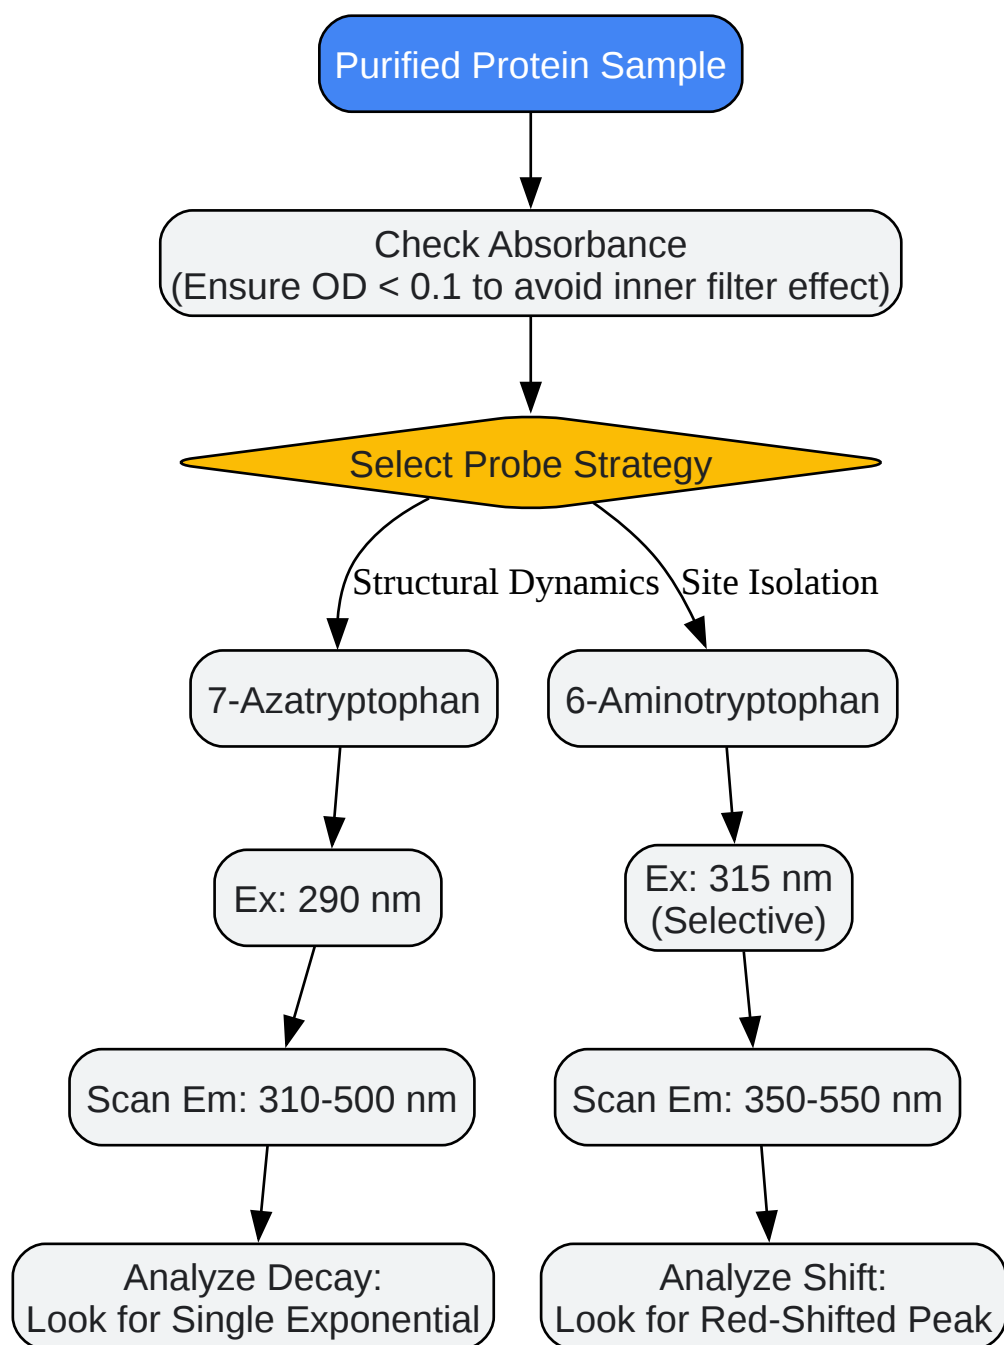 Purified Protein Sample
Check Absorbance
(Ensure OD < 0.1 to avoid inner filter effect)
Select Probe Strategy
Structural Dynamics
Site Isolation
7-Azatryptophan
6-Aminotryptophan
Ex: 290 nm
Ex: 315 nm
(Selective)
Scan Em: 310-500 nm
Scan Em: 350-550 nm
Analyze Decay:
Look for Single Exponential
Analyze Shift:
Look for Red-Shifted Peak